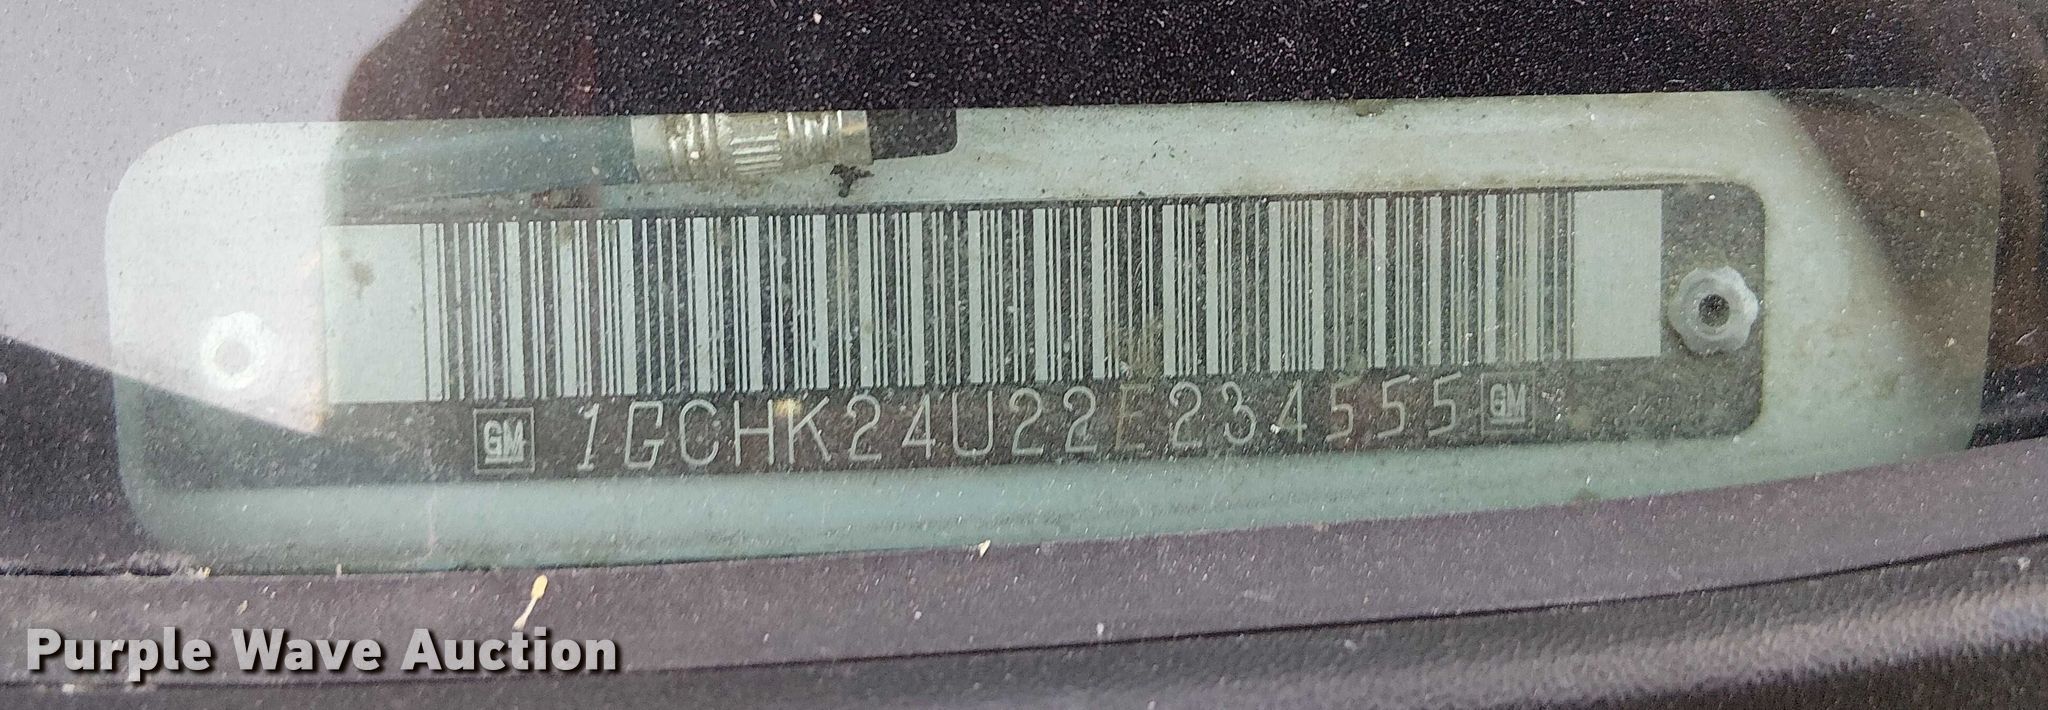 GM 1GCHK24U22E234555 GM
Purple Wave Auction